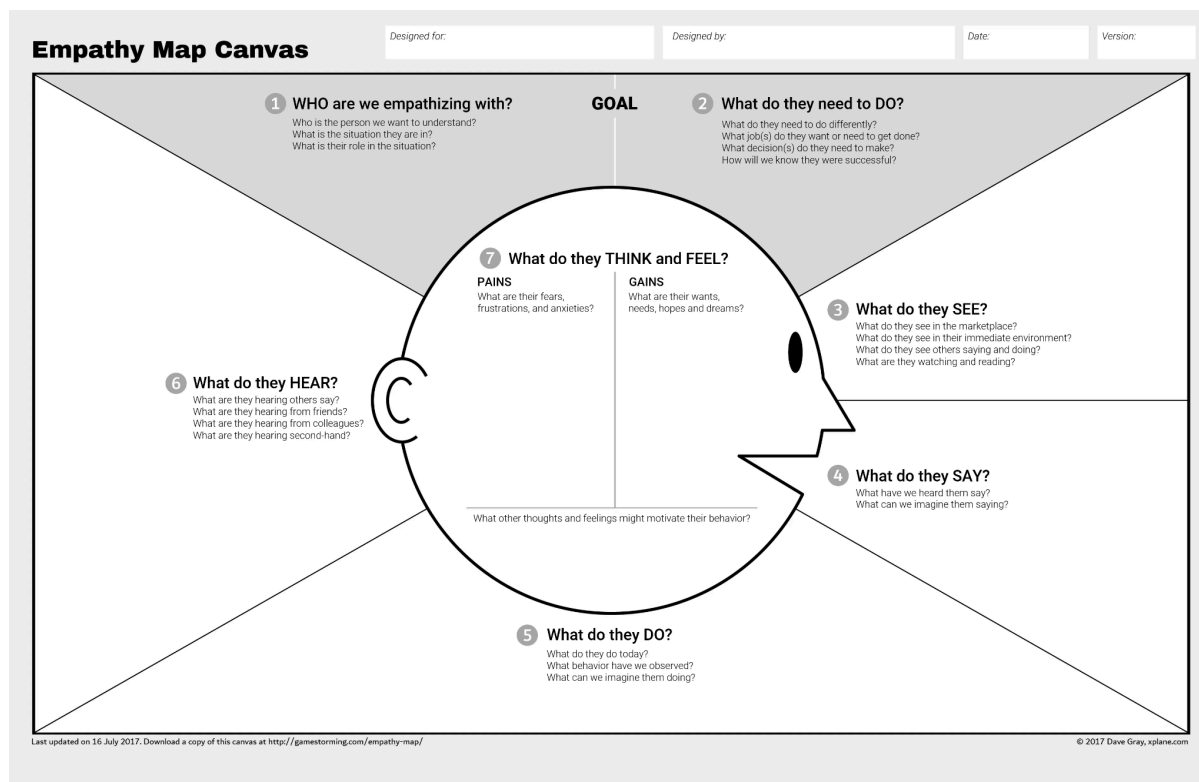 Empathy Map Canvas
Designed for:
Designed by:
Date:
Version:
1 WHO are we empathizing with?
Who is the person we want to understand?
What is the situation they are in?
What is their role in the situation?
GOAL
2 What do they need to DO?
What do they need to do differently?
What job(s) do they want or need to get done?
What decision(s) do they need to make?
How will we know they were successful?
3 What do they SEE?
What do they see in the marketplace?
What do they see in their immediate environment?
What do they see others saying and doing?
What are they watching and reading?
4 What do they SAY?
What have we heard them say?
What can we imagine them saying?
5 What do they DO?
What do they do today?
What behavior have we observed?
What can we imagine them doing?
6 What do they HEAR?
What are they hearing others say?
What are they hearing from friends?
What are they hearing from colleagues?
What are they hearing second-hand?
7 What do they THINK and FEEL?
PAINS
What are their fears,
frustrations, and anxieties?
GAINS
What are their wants,
needs, hopes and dreams?
What other thoughts and feelings might motivate their behavior?
Last updated on 16 July 2017. Download a copy of this canvas at http://gamestorming.com/empathy-map/
© 2017 Dave Gray, xplane.com